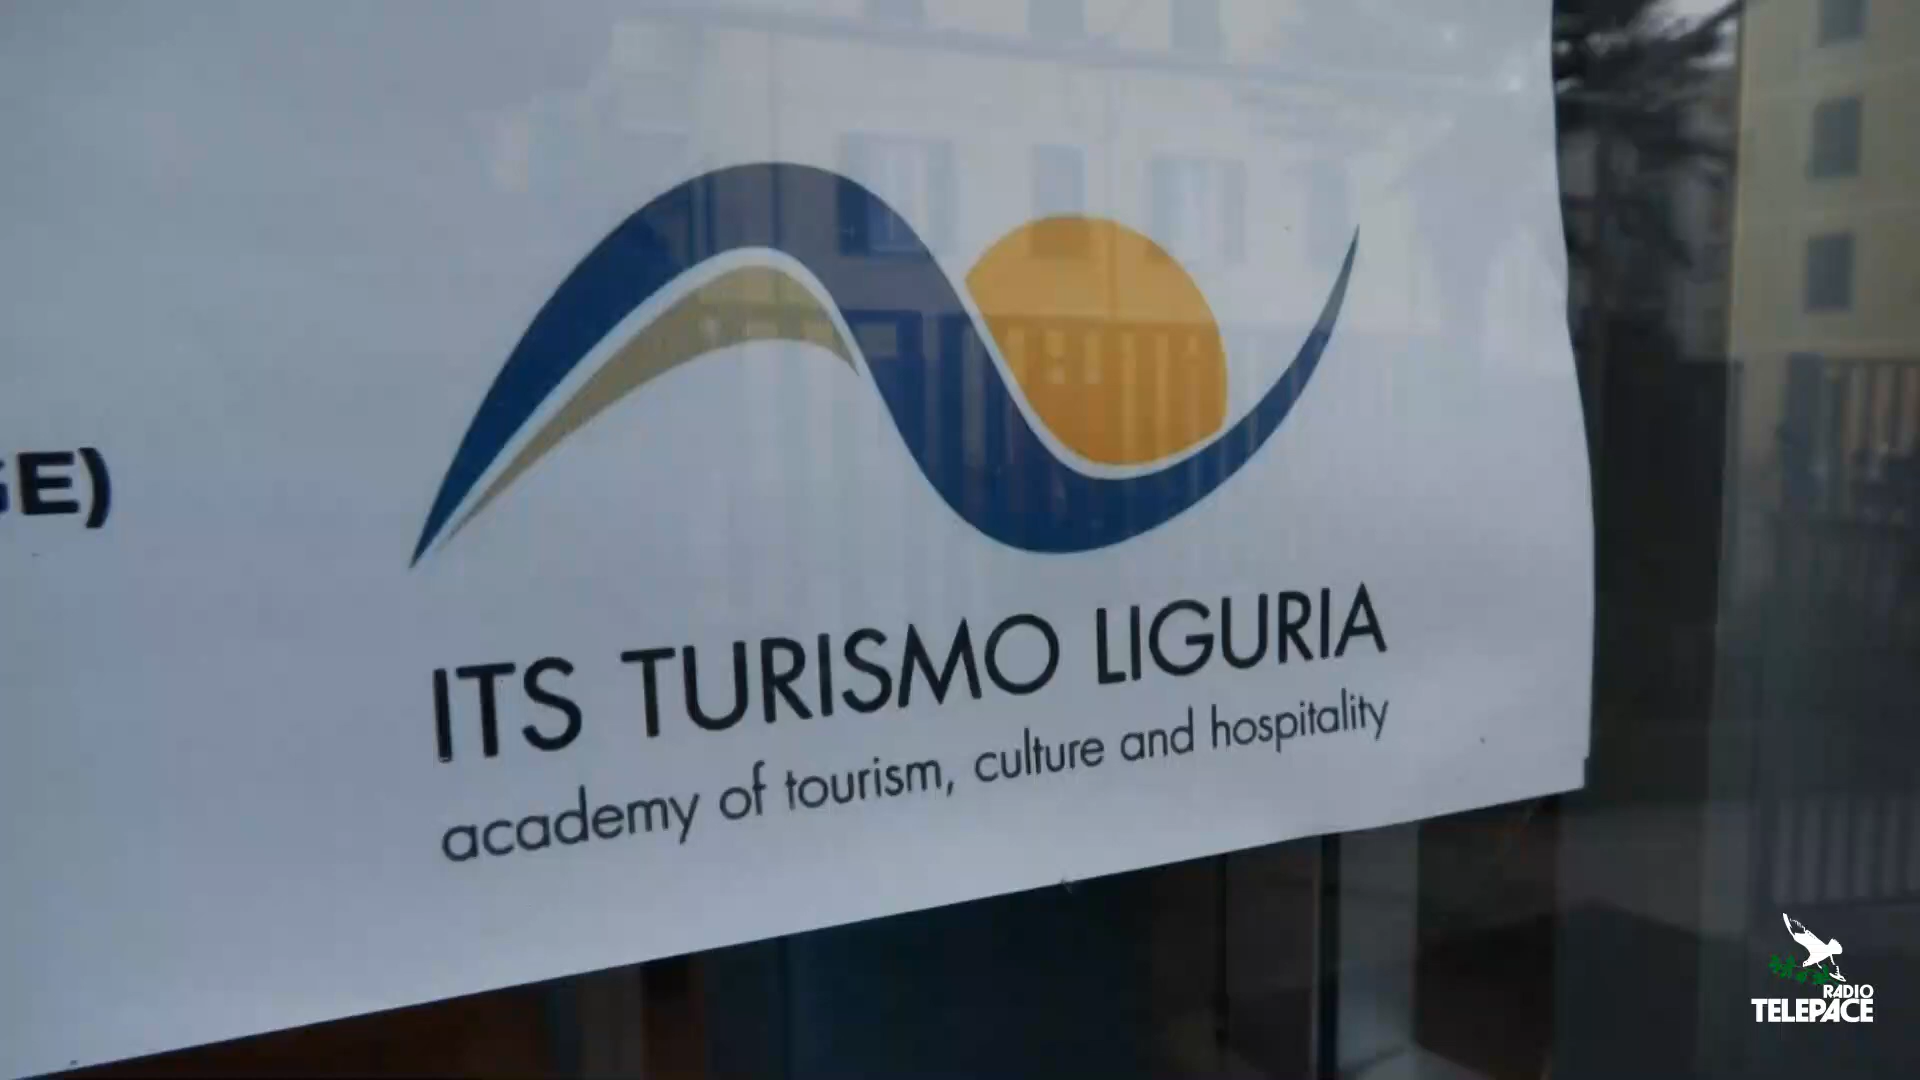 GE)
ITS TURISMO LIGURIA
academy of tourism, culture and hospitality
RADIO
TELEPACE